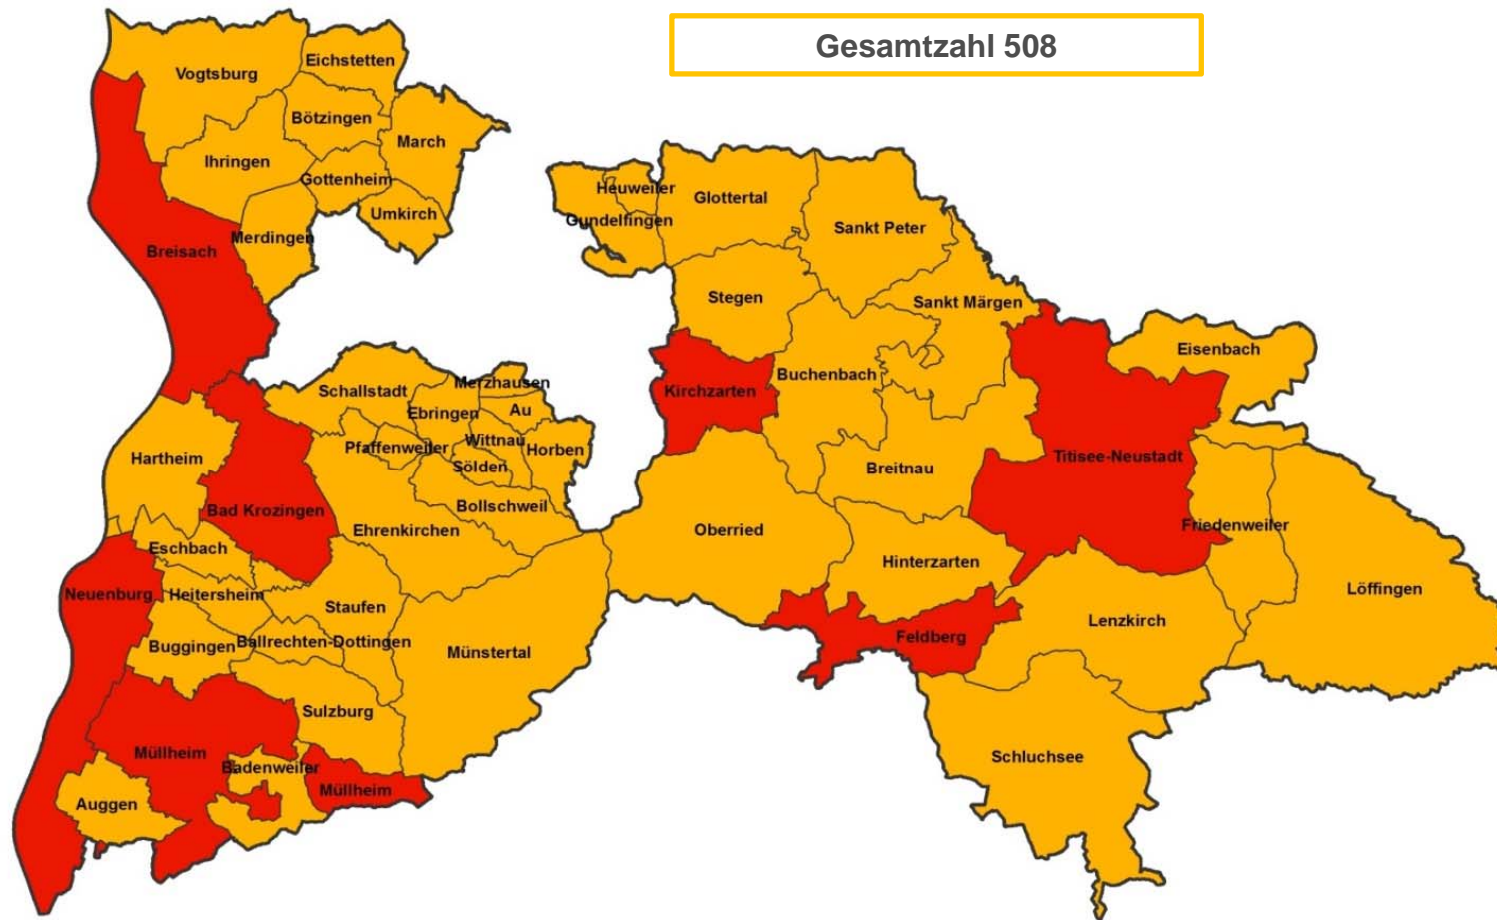 Gesamtzahl 508
Vogtsburg
Eichstetten
Bötzingen
March
Ihringen
Gottenheim
Umkirch
Merdingen
Breisach
Heuweiler
Gundelfingen
Glottertal
Sankt Peter
Stegen
Sankt Märgen
Eisenbach
Buchenbach
Kirchzarten
Schallstadt
Merzhausen
Ebringen
Au
Pfaffenweiler
Wittnau
Horben
Sölden
Hartheim
Bad Krozingen
Bollschweil
Ehrenkirchen
Breitnau
Titisee-Neustadt
Oberried
Friedenweiler
Eschbach
Hinterzarten
Löffingen
Neuenburg
Heitersheim
Staufen
Lenzkirch
Buggingen
Ballrechten-Dottingen
Münstertal
Feldberg
Sulzburg
Müllheim
Badenweiler
Müllheim
Schluchsee
Auggen